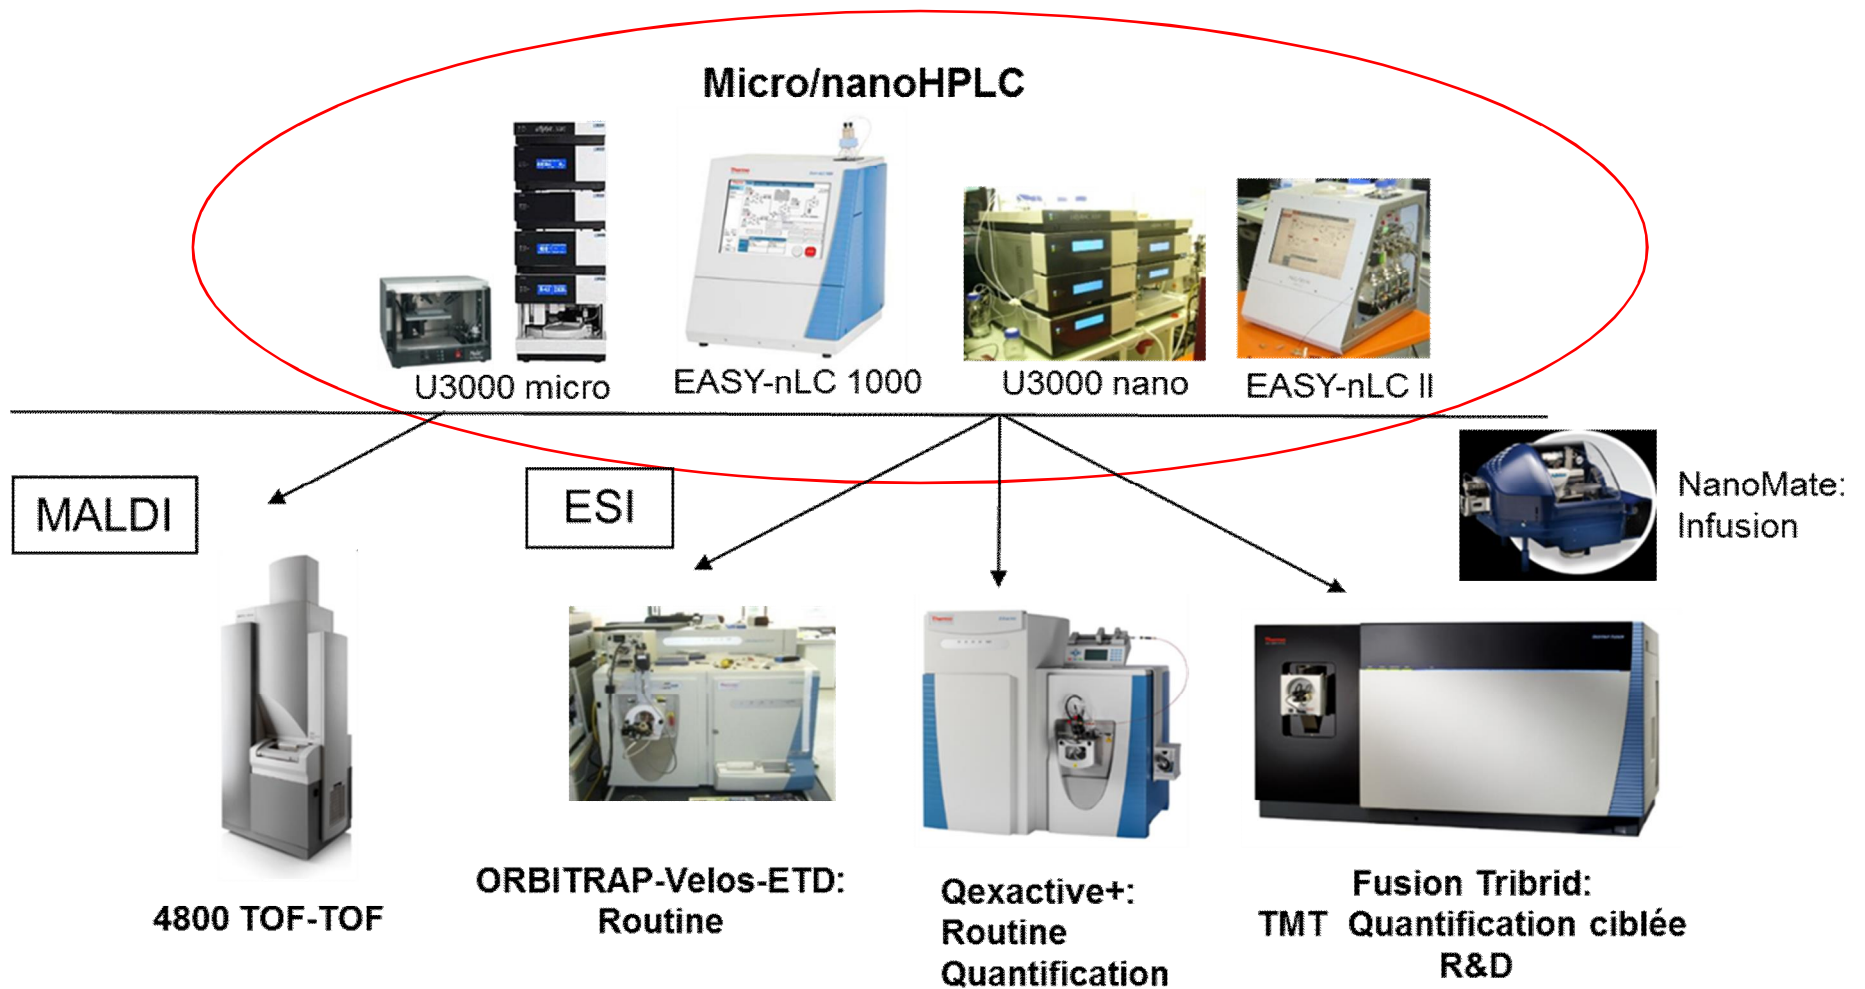 Micro/nanoHPLC
U3000 micro
EASY-nLC 1000
U3000 nano
EASY-nLC II
MALDI
ESI
NanoMate:
Infusion
4800 TOF-TOF
ORBITRAP-Velos-ETD:
Routine
Qexactive+:
Routine
Quantification
Fusion Tribrid:
TMT Quantification ciblée
R&D